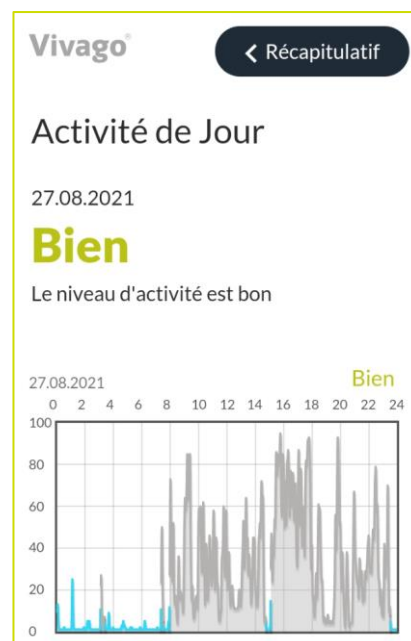 Vivago®
Récapitulatif
Activité de Jour
27.08.2021
Bien
Le niveau d'activité est bon
27.08.2021 Bien
0 2 4 6 8 10 12 14 16 18 20 22 24
100
80
60
40
20
0